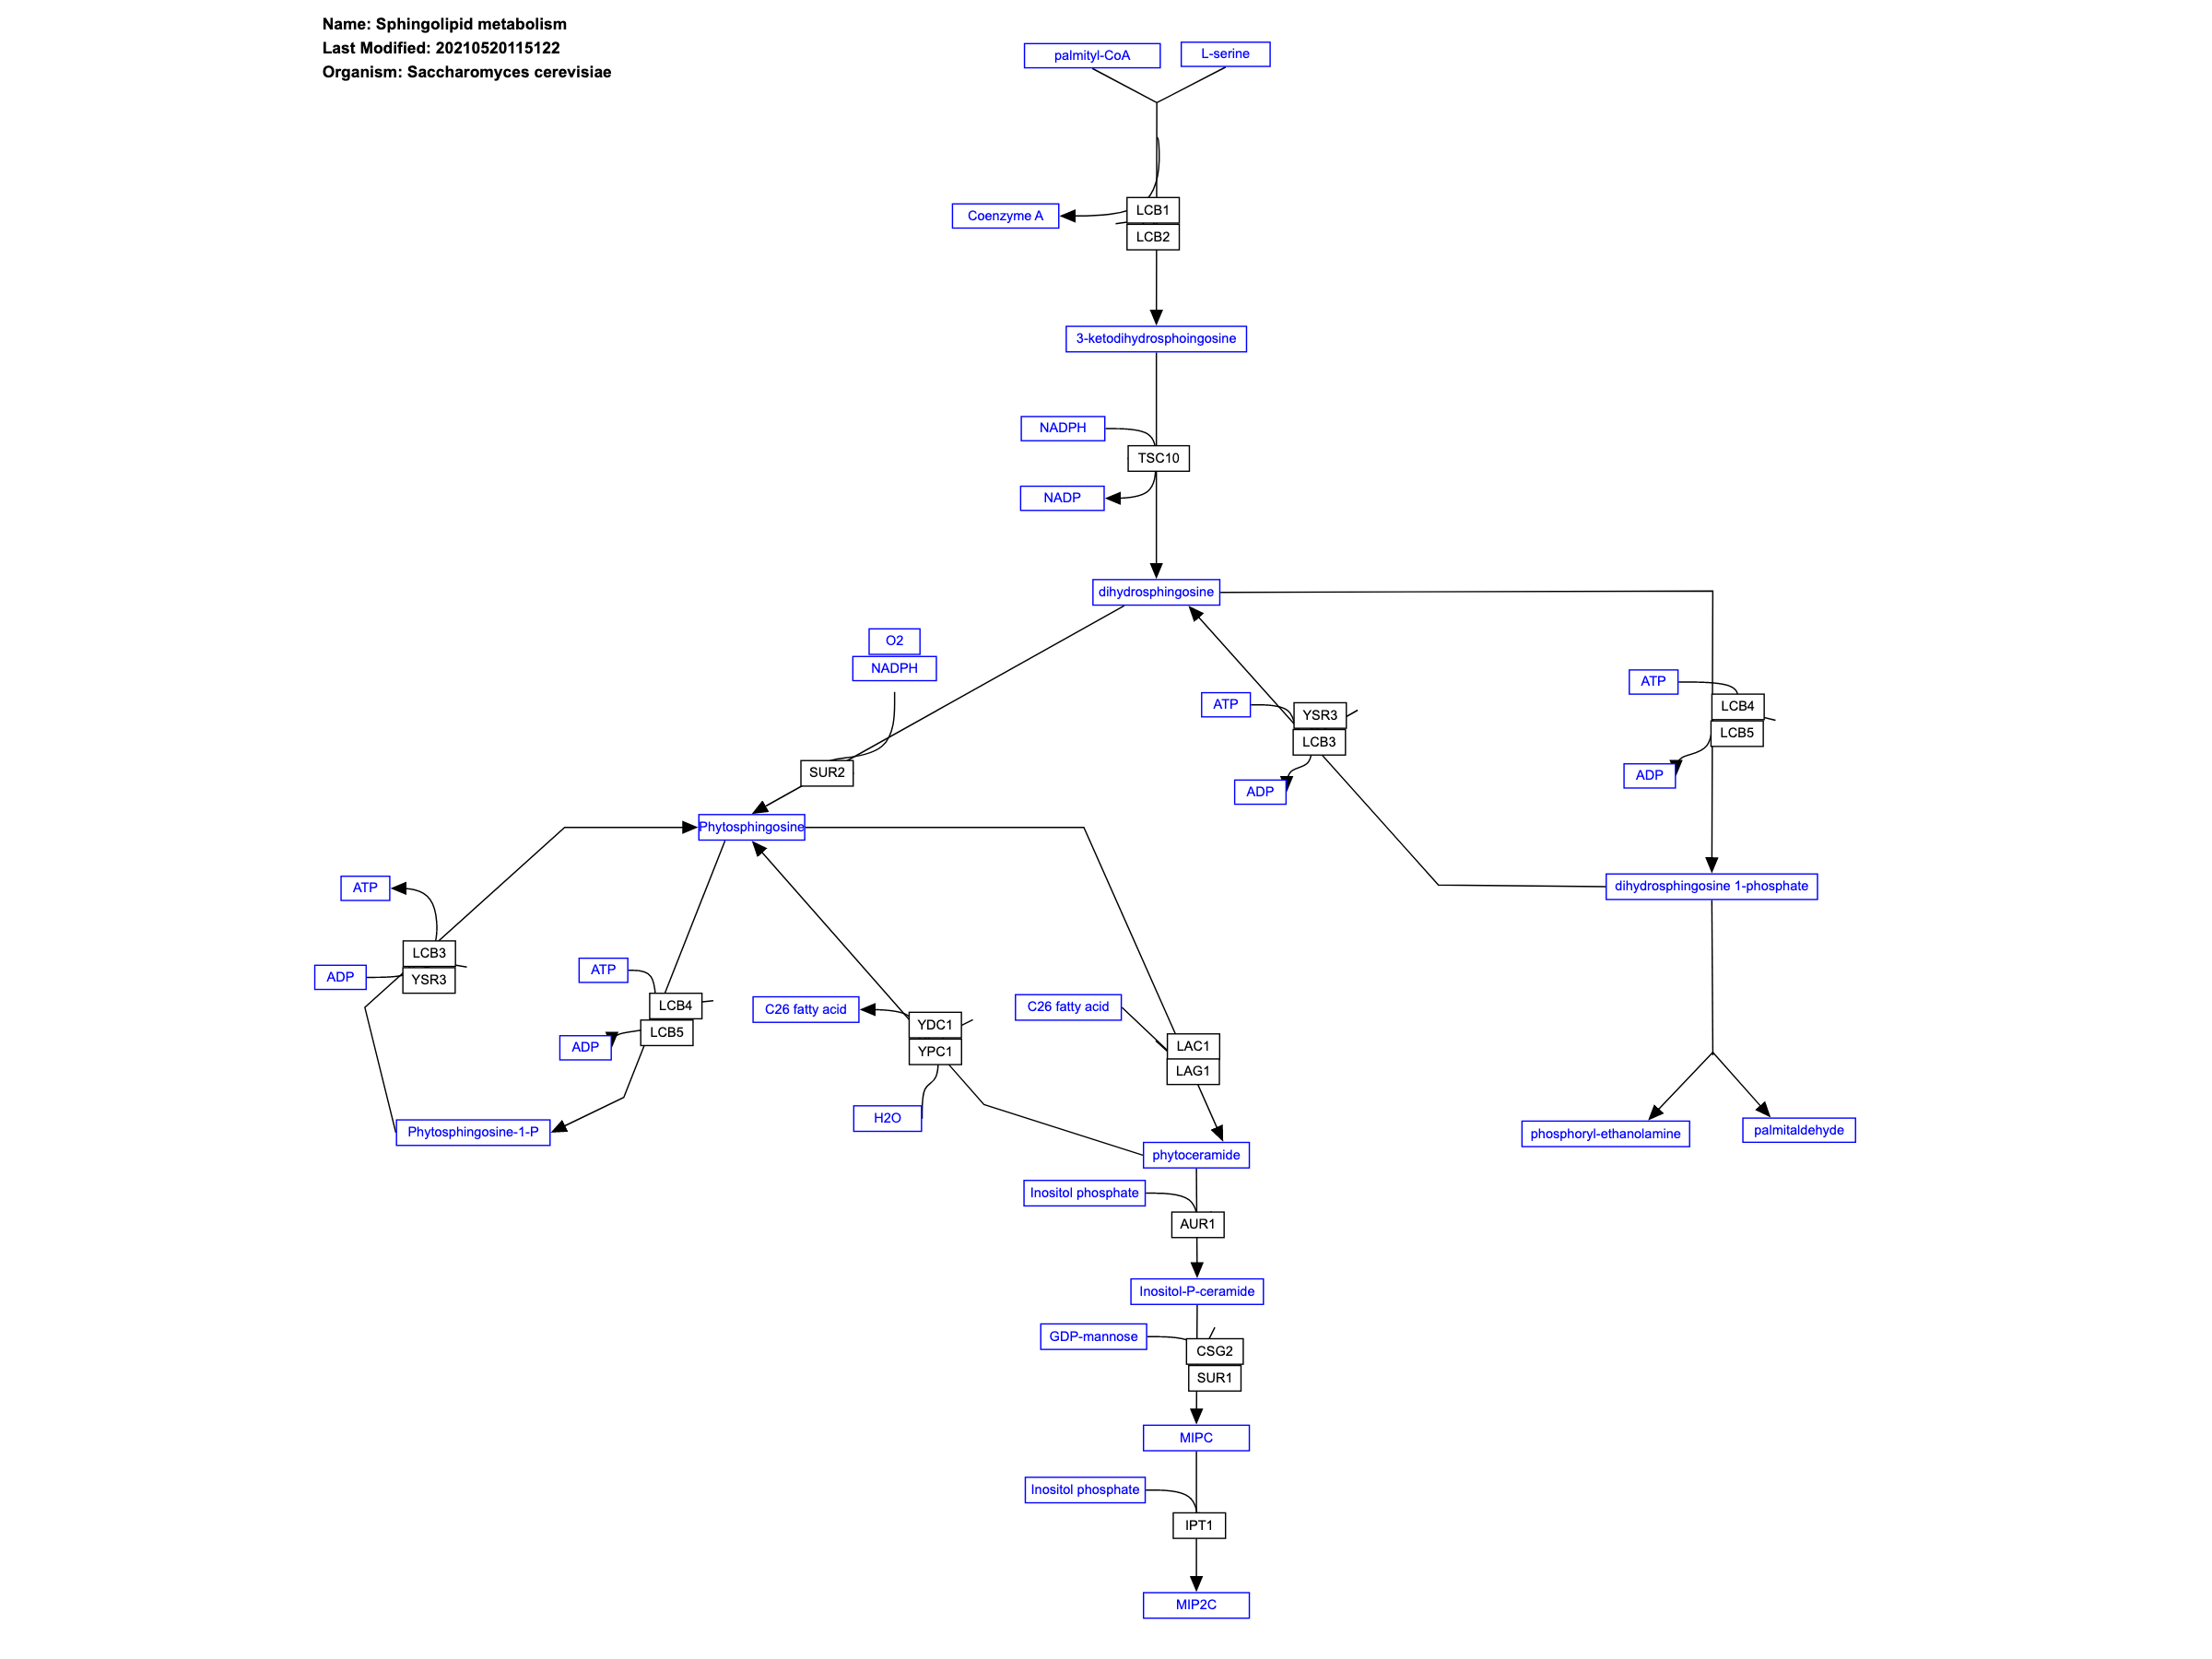 Name: Sphingolipid metabolism
Last Modified: 20210520115122
Organism: Saccharomyces cerevisiae
palmityl-CoA
L-serine
Coenzyme A
LCB1
LCB2
3-ketodihydrosphoingosine
NADPH
TSC10
NADP
dihydrosphingosine
O2
NADPH
ATP
YSR3
LCB3
ADP
ATP
LCB4
LCB5
ADP
SUR2
Phytosphingosine
dihydrosphingosine 1-phosphate
ATP
LCB3
ADP
YSR3
ATP
LCB4
LCB5
ADP
C26 fatty acid
YDC1
YPC1
H2O
C26 fatty acid
LAC1
LAG1
Phytosphingosine-1-P
phosphoryl-ethanolamine
palmitaldehyde
phytoceramide
Inositol phosphate
AUR1
Inositol-P-ceramide
GDP-mannose
CSG2
SUR1
MIPC
Inositol phosphate
IPT1
MIP2C